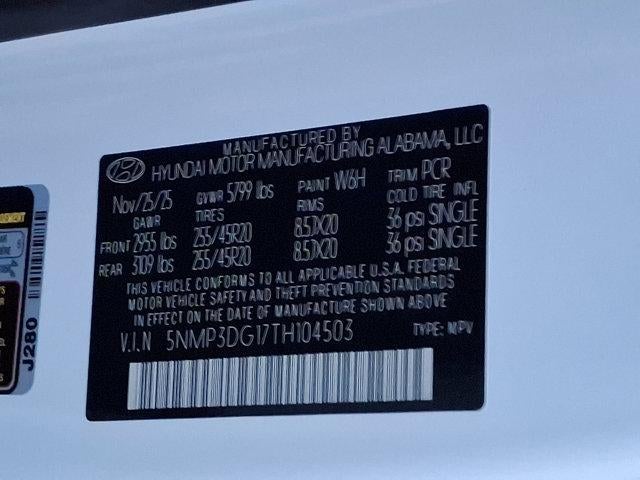 MANUFACTURED BY
HYUNDAI MOTOR MANUFACTURING ALABAMA, LLC
Nov/25/25 GVWR 5799 lbs PAINT W6H TRIM PCR
GAWR TIRES RIMS COLD TIRE INFL
FRONT 2955 lbs 255/45R20 8.5JX20 36 psi SINGLE
REAR 3109 lbs 255/45R20 8.5JX20 36 psi SINGLE
THIS VEHICLE CONFORMS TO ALL APPLICABLE U.S.A. FEDERAL
MOTOR VEHICLE SAFETY AND THEFT PREVENTION STANDARDS
IN EFFECT ON THE DATE OF MANUFACTURE SHOWN ABOVE
V.I.N 5NMP3DG17TH104503 TYPE: MPV
J280